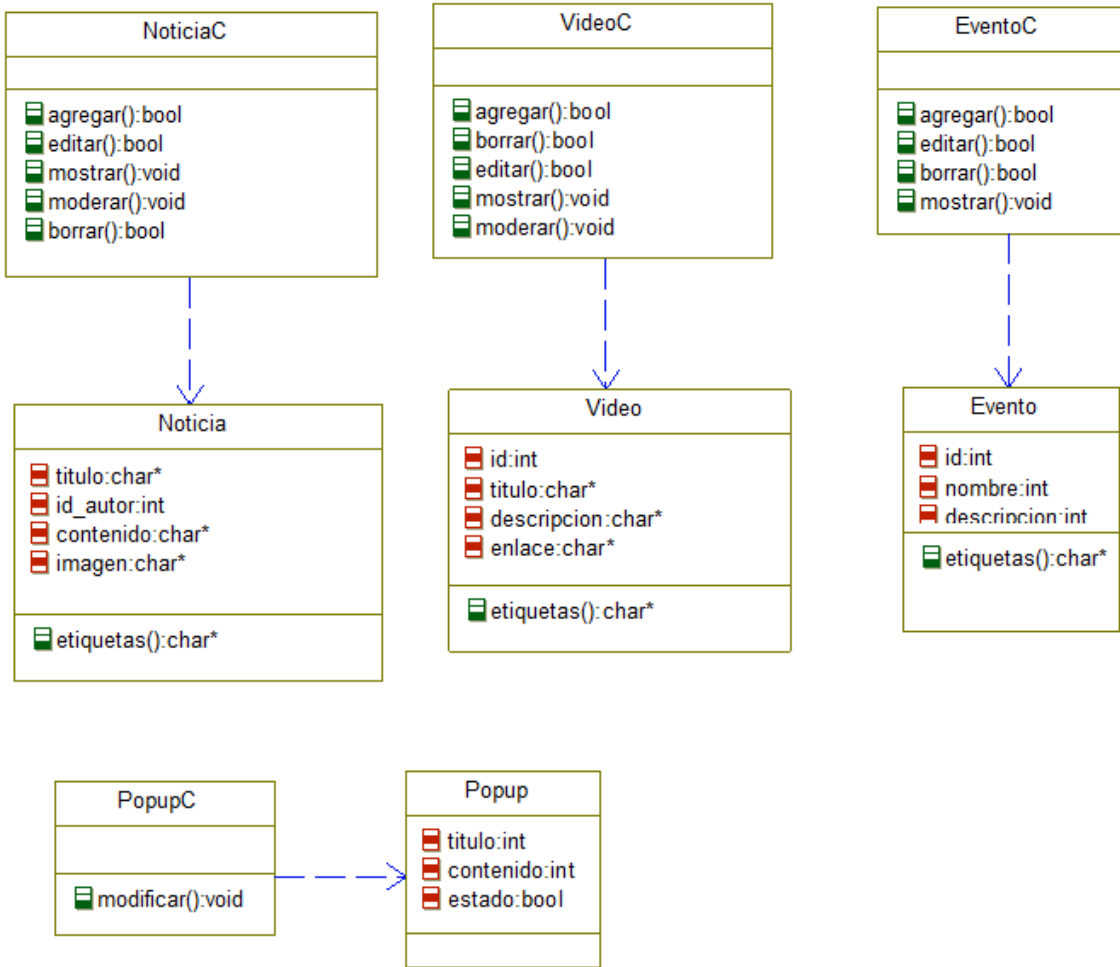 NoticiaC
agregar():bool
editar():bool
mostrar():void
moderar():void
borrar():bool
VideoC
agregar():bool
borrar():bool
editar():bool
mostrar():void
moderar():void
EventoC
agregar():bool
editar():bool
borrar():bool
mostrar():void
Noticia
titulo:char*
id_autor:int
contenido:char*
imagen:char*
etiquetas():char*
Video
id:int
titulo:char*
descripcion:char*
enlace:char*
etiquetas():char*
Evento
id:int
nombre:int
descripcion:int
etiquetas():char*
PopupC
modificar():void
Popup
titulo:int
contenido:int
estado:bool